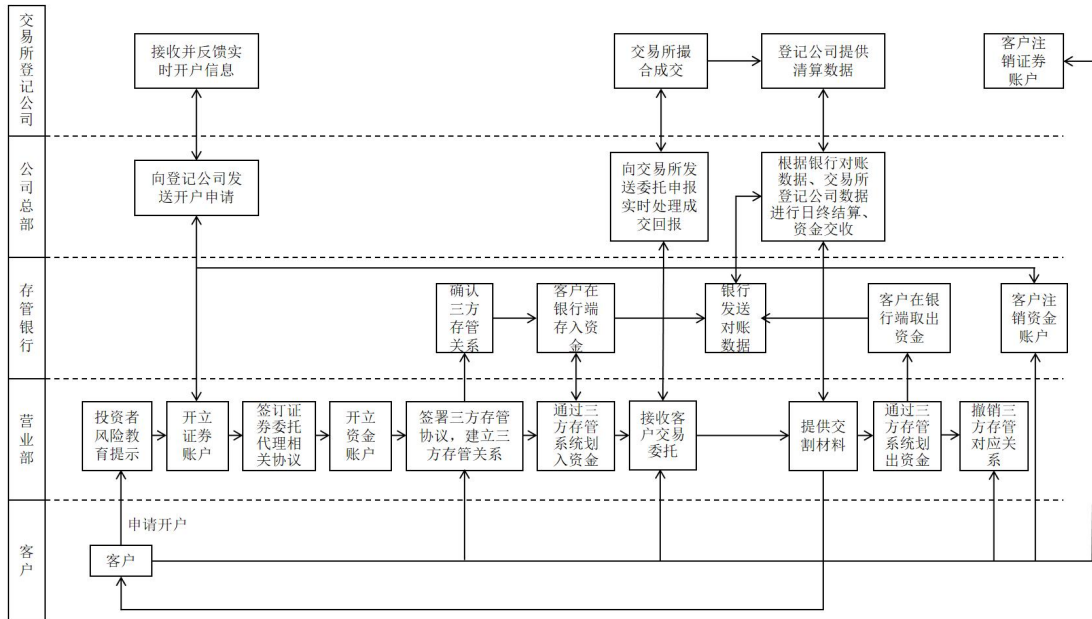 交易所登记公司
接收并反馈实
时开户信息
交易所撮
合成交
登记公司提供
清算数据
客户注
销证券
账户
公司总部
向登记公司发
送开户申请
向交易所发
送委托申报
实时处理成
交回报
根据银行对账
数据、交易所
登记公司数据
进行日终结算、
资金交收
存管银行
确认
三方
存管
关系
客户在
银行端
存入资
金
银行
发送
对账
数据
客户在银
行端取出
资金
客户注
销资金
账户
营业部
投资者
风险教
育提示
开立
证券
账户
签订证
券委托
代理相
关协议
开立
资金
账户
签署三方存管
协议，建立三
方存管关系
通过三
方存管
系统划
入资金
接收客
户交易
委托
提供交
割材料
通过三
方存管
系统划
出资金
撤销三
方存管
对应关
系
客户
申请开户
客户